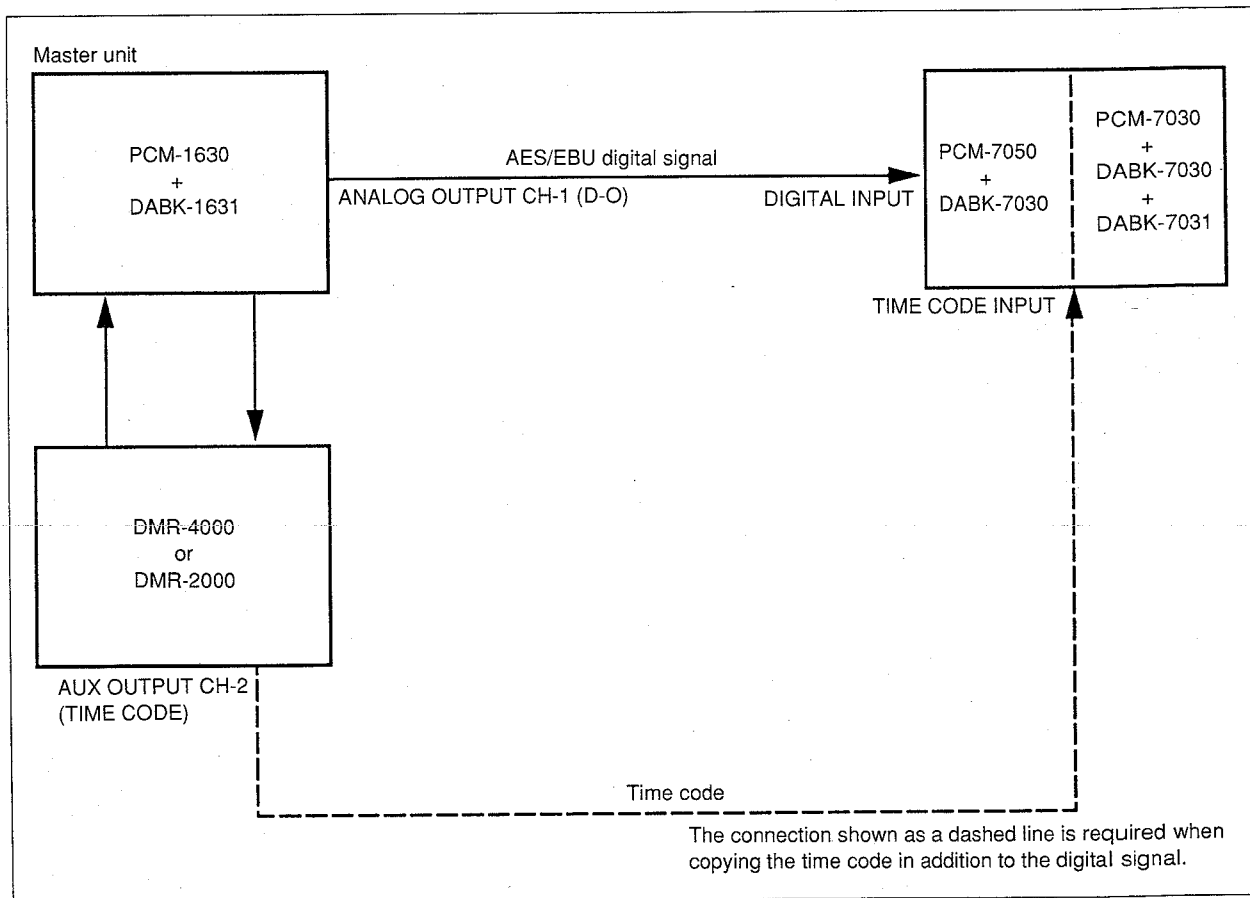 Master unit
PCM-1630
+
DABK-1631
AES/EBU digital signal
ANALOG OUTPUT CH-1 (D-O)
DIGITAL INPUT
PCM-7050
+
DABK-7030
PCM-7030
+
DABK-7030
+
DABK-7031
TIME CODE INPUT
DMR-4000
or
DMR-2000
AUX OUTPUT CH-2
(TIME CODE)
Time code
The connection shown as a dashed line is required when
copying the time code in addition to the digital signal.